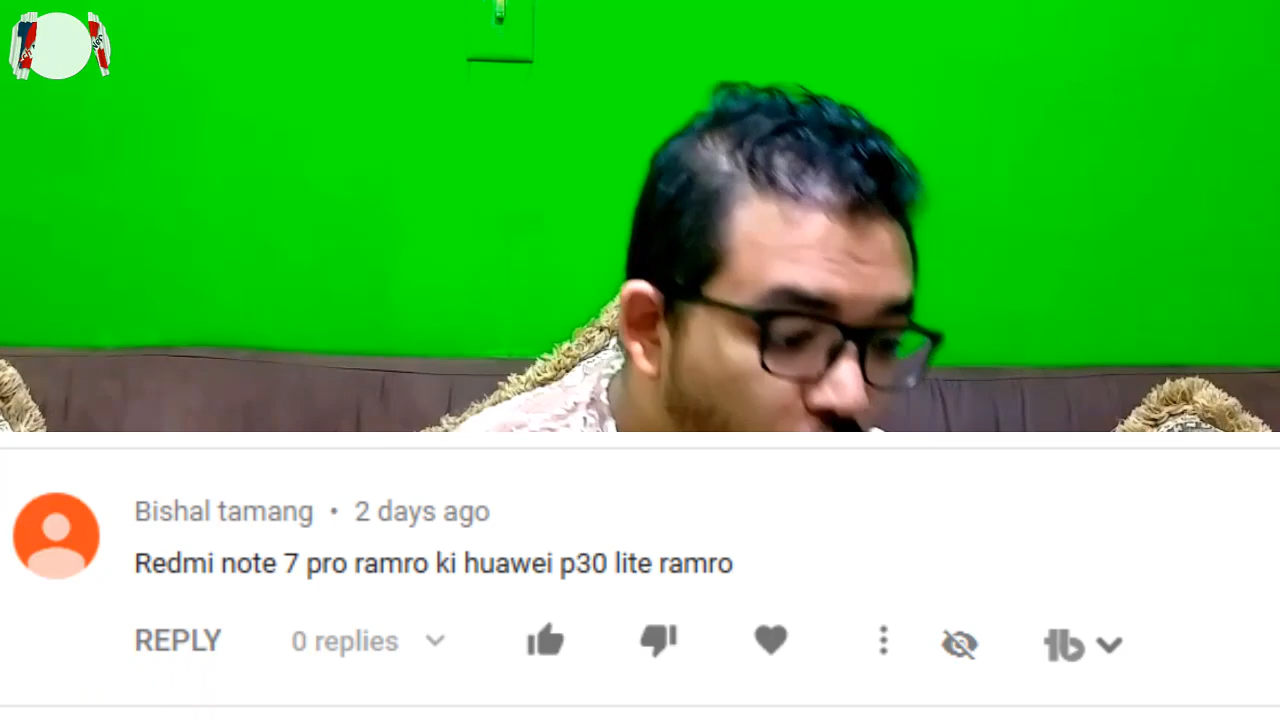 Bishal tamang • 2 days ago
Redmi note 7 pro ramro ki huawei p30 lite ramro
REPLY 0 replies